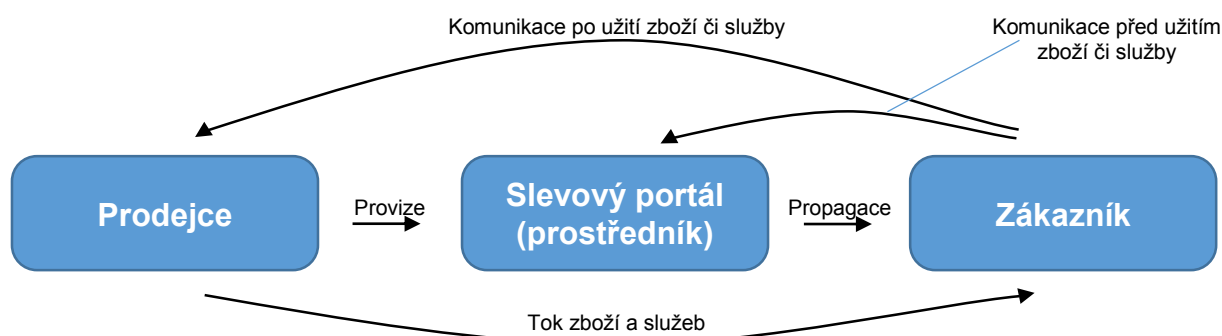 Komunikace po užití zboží či služby
Komunikace před užitím
zboží či služby
Prodejce
Provize
Slevový portál
(prostředník)
Propagace
Zákazník
Tok zboží a služeb